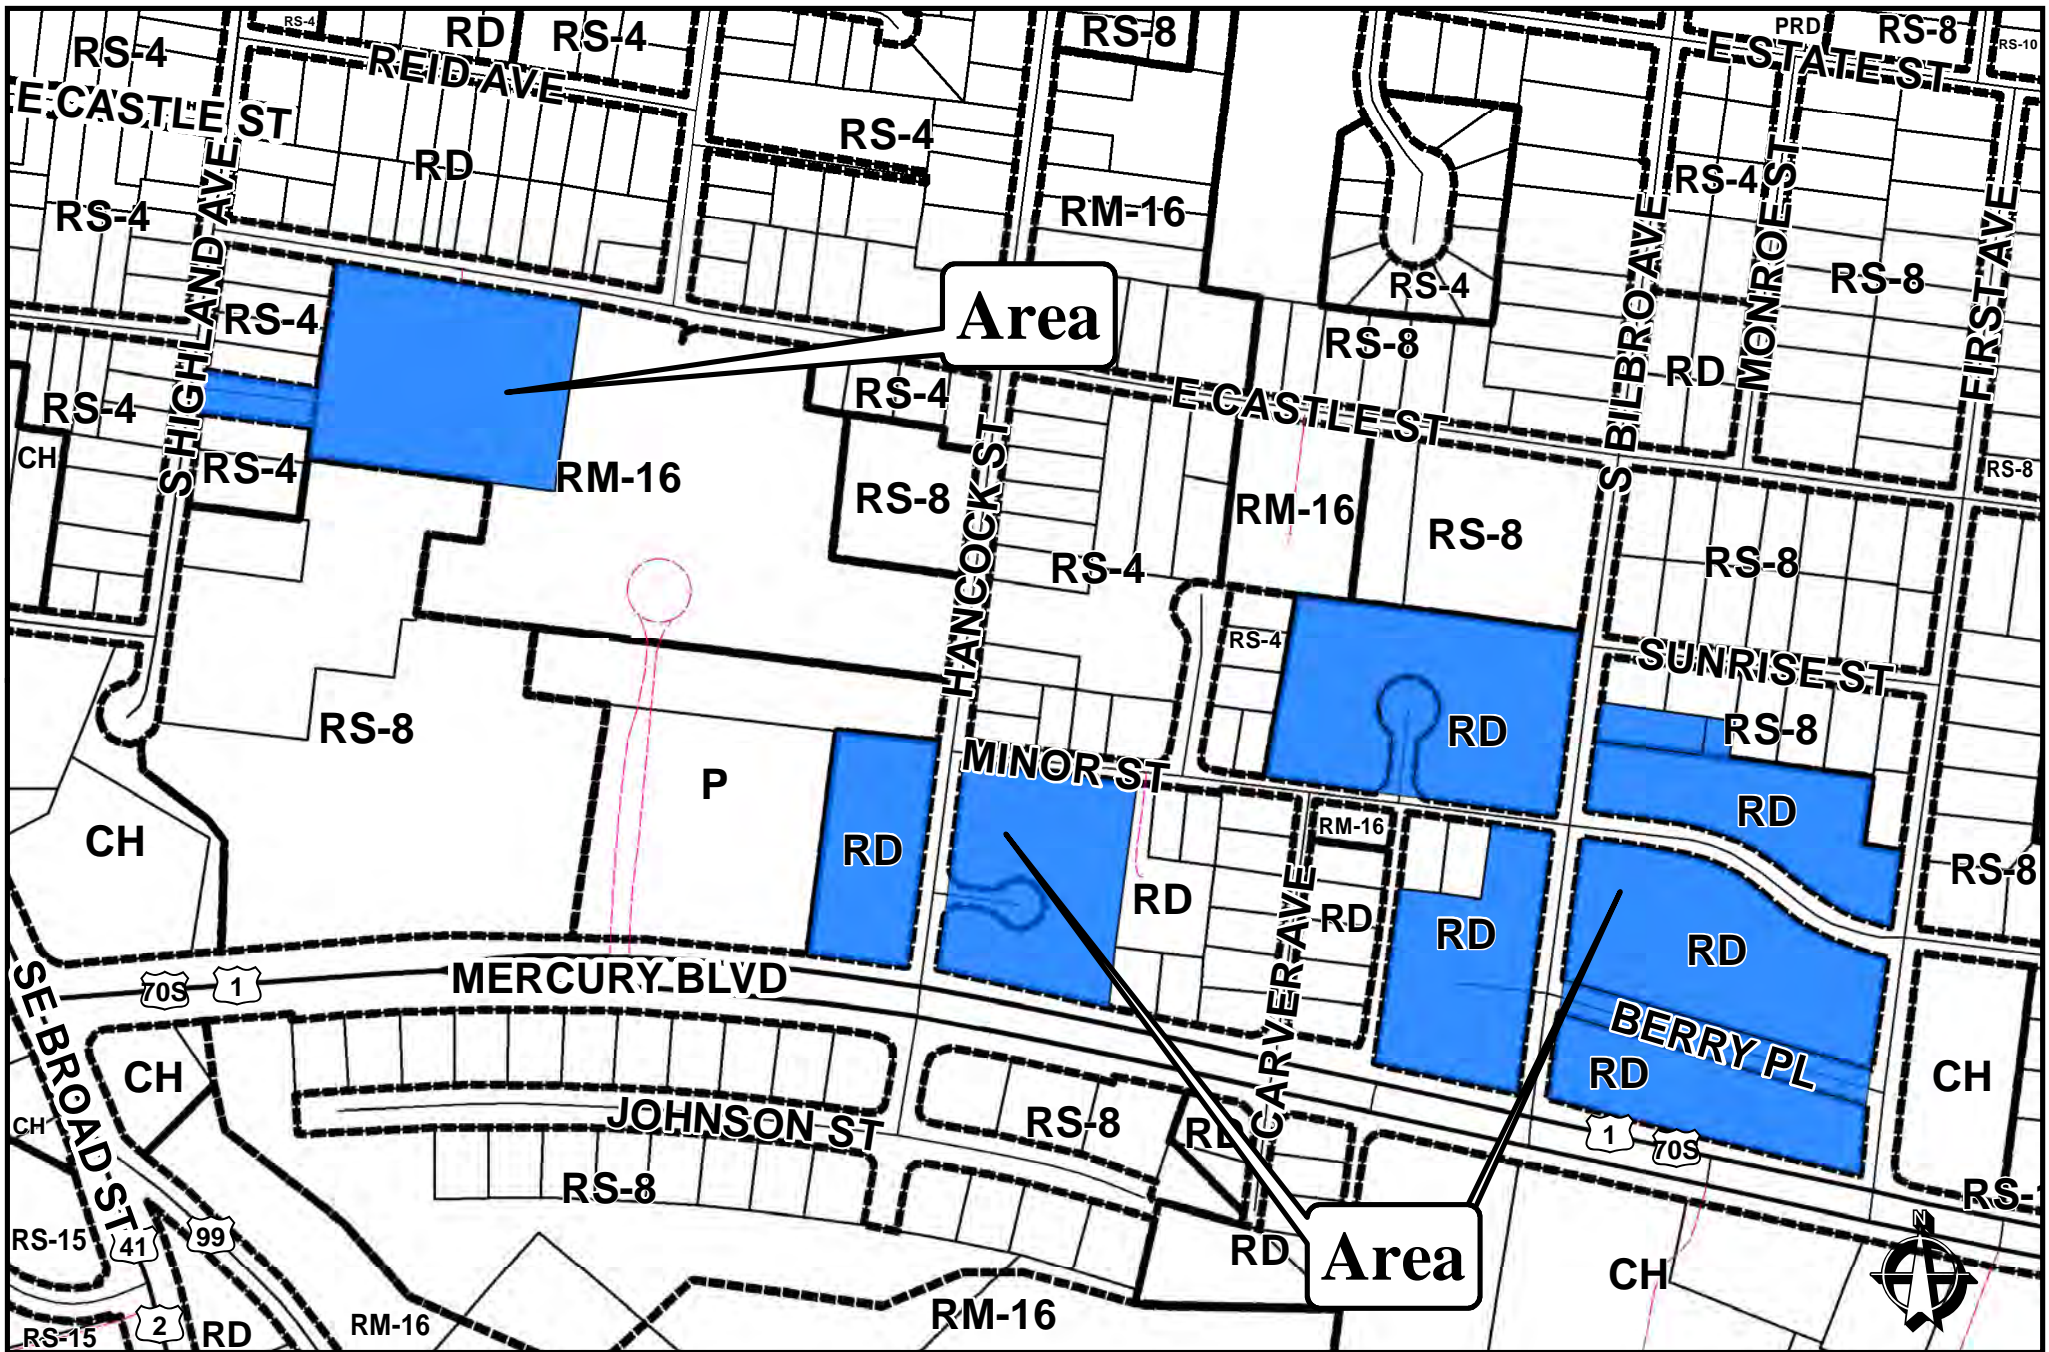 RS-4
RD
RS-4
RS-8
PRD
RS-8
RS-10
RS-4
REID AVE
E STATE ST
E CASTLE ST
RS-4
RD
RS-4
RS-4
RM-16
S HIGHLAND AVE
S BILBRO AVE
MONROE ST
FIRST AVE
RS-8
RS-4
Area
RS-4
RS-8
RD
RS-4
RS-4
E CASTLE ST
CH
RS-4
RM-16
RS-8
HANCOCK ST
RM-16
RS-8
RS-8
RS-4
RS-8
RS-4
SUNRISE ST
RS-8
RD
RS-8
MINOR ST
P
RD
CH
RD
RM-16
RS-8
RD
CARVER AVE
RD
RD
RD
SE BROAD ST
70S
1
MERCURY BLVD
BERRY PL
RD
CH
CH
CH
JOHNSON ST
RS-8
RD
1
70S
RS-8
RS-
RS-15
41
99
RD
Area
CH
N
RM-16
RS-15
2
RD
RM-16